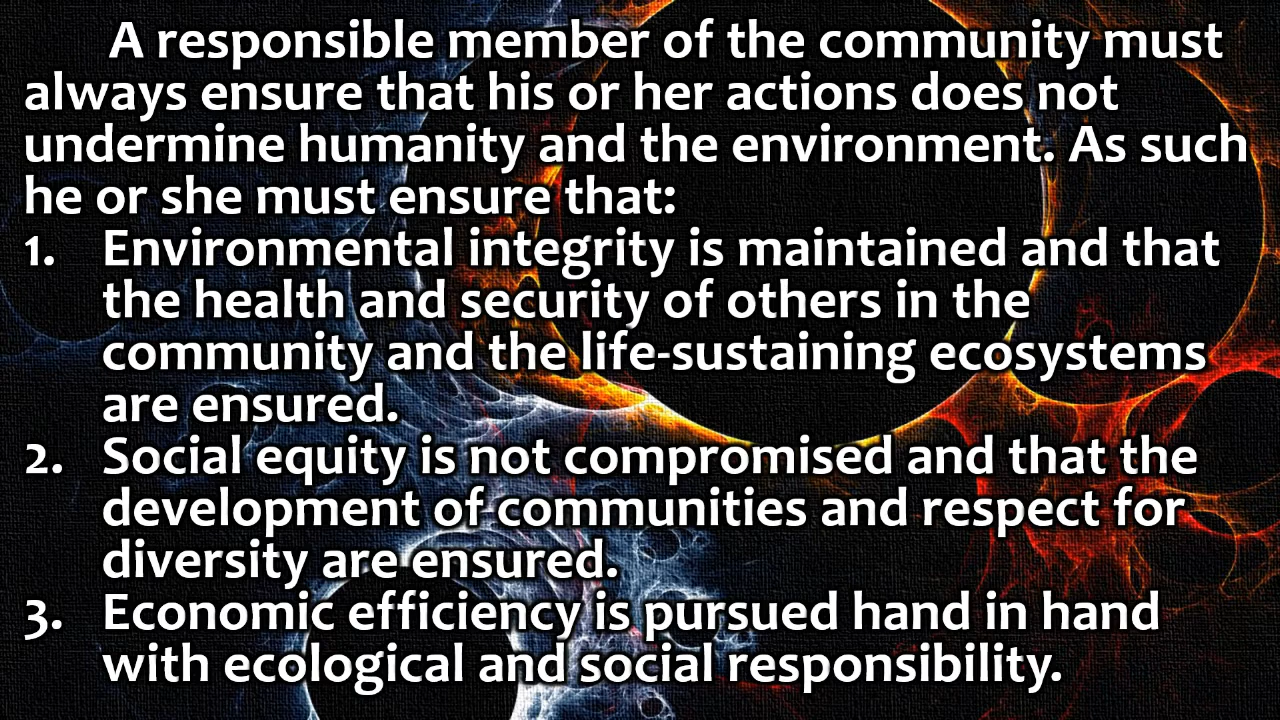 A responsible member of the community must
always ensure that his or her actions does not
undermine humanity and the environment. As such
he or she must ensure that:
1. Environmental integrity is maintained and that
the health and security of others in the
community and the life-sustaining ecosystems
are ensured.
2. Social equity is not compromised and that the
development of communities and respect for
diversity are ensured.
3. Economic efficiency is pursued hand in hand
with ecological and social responsibility.